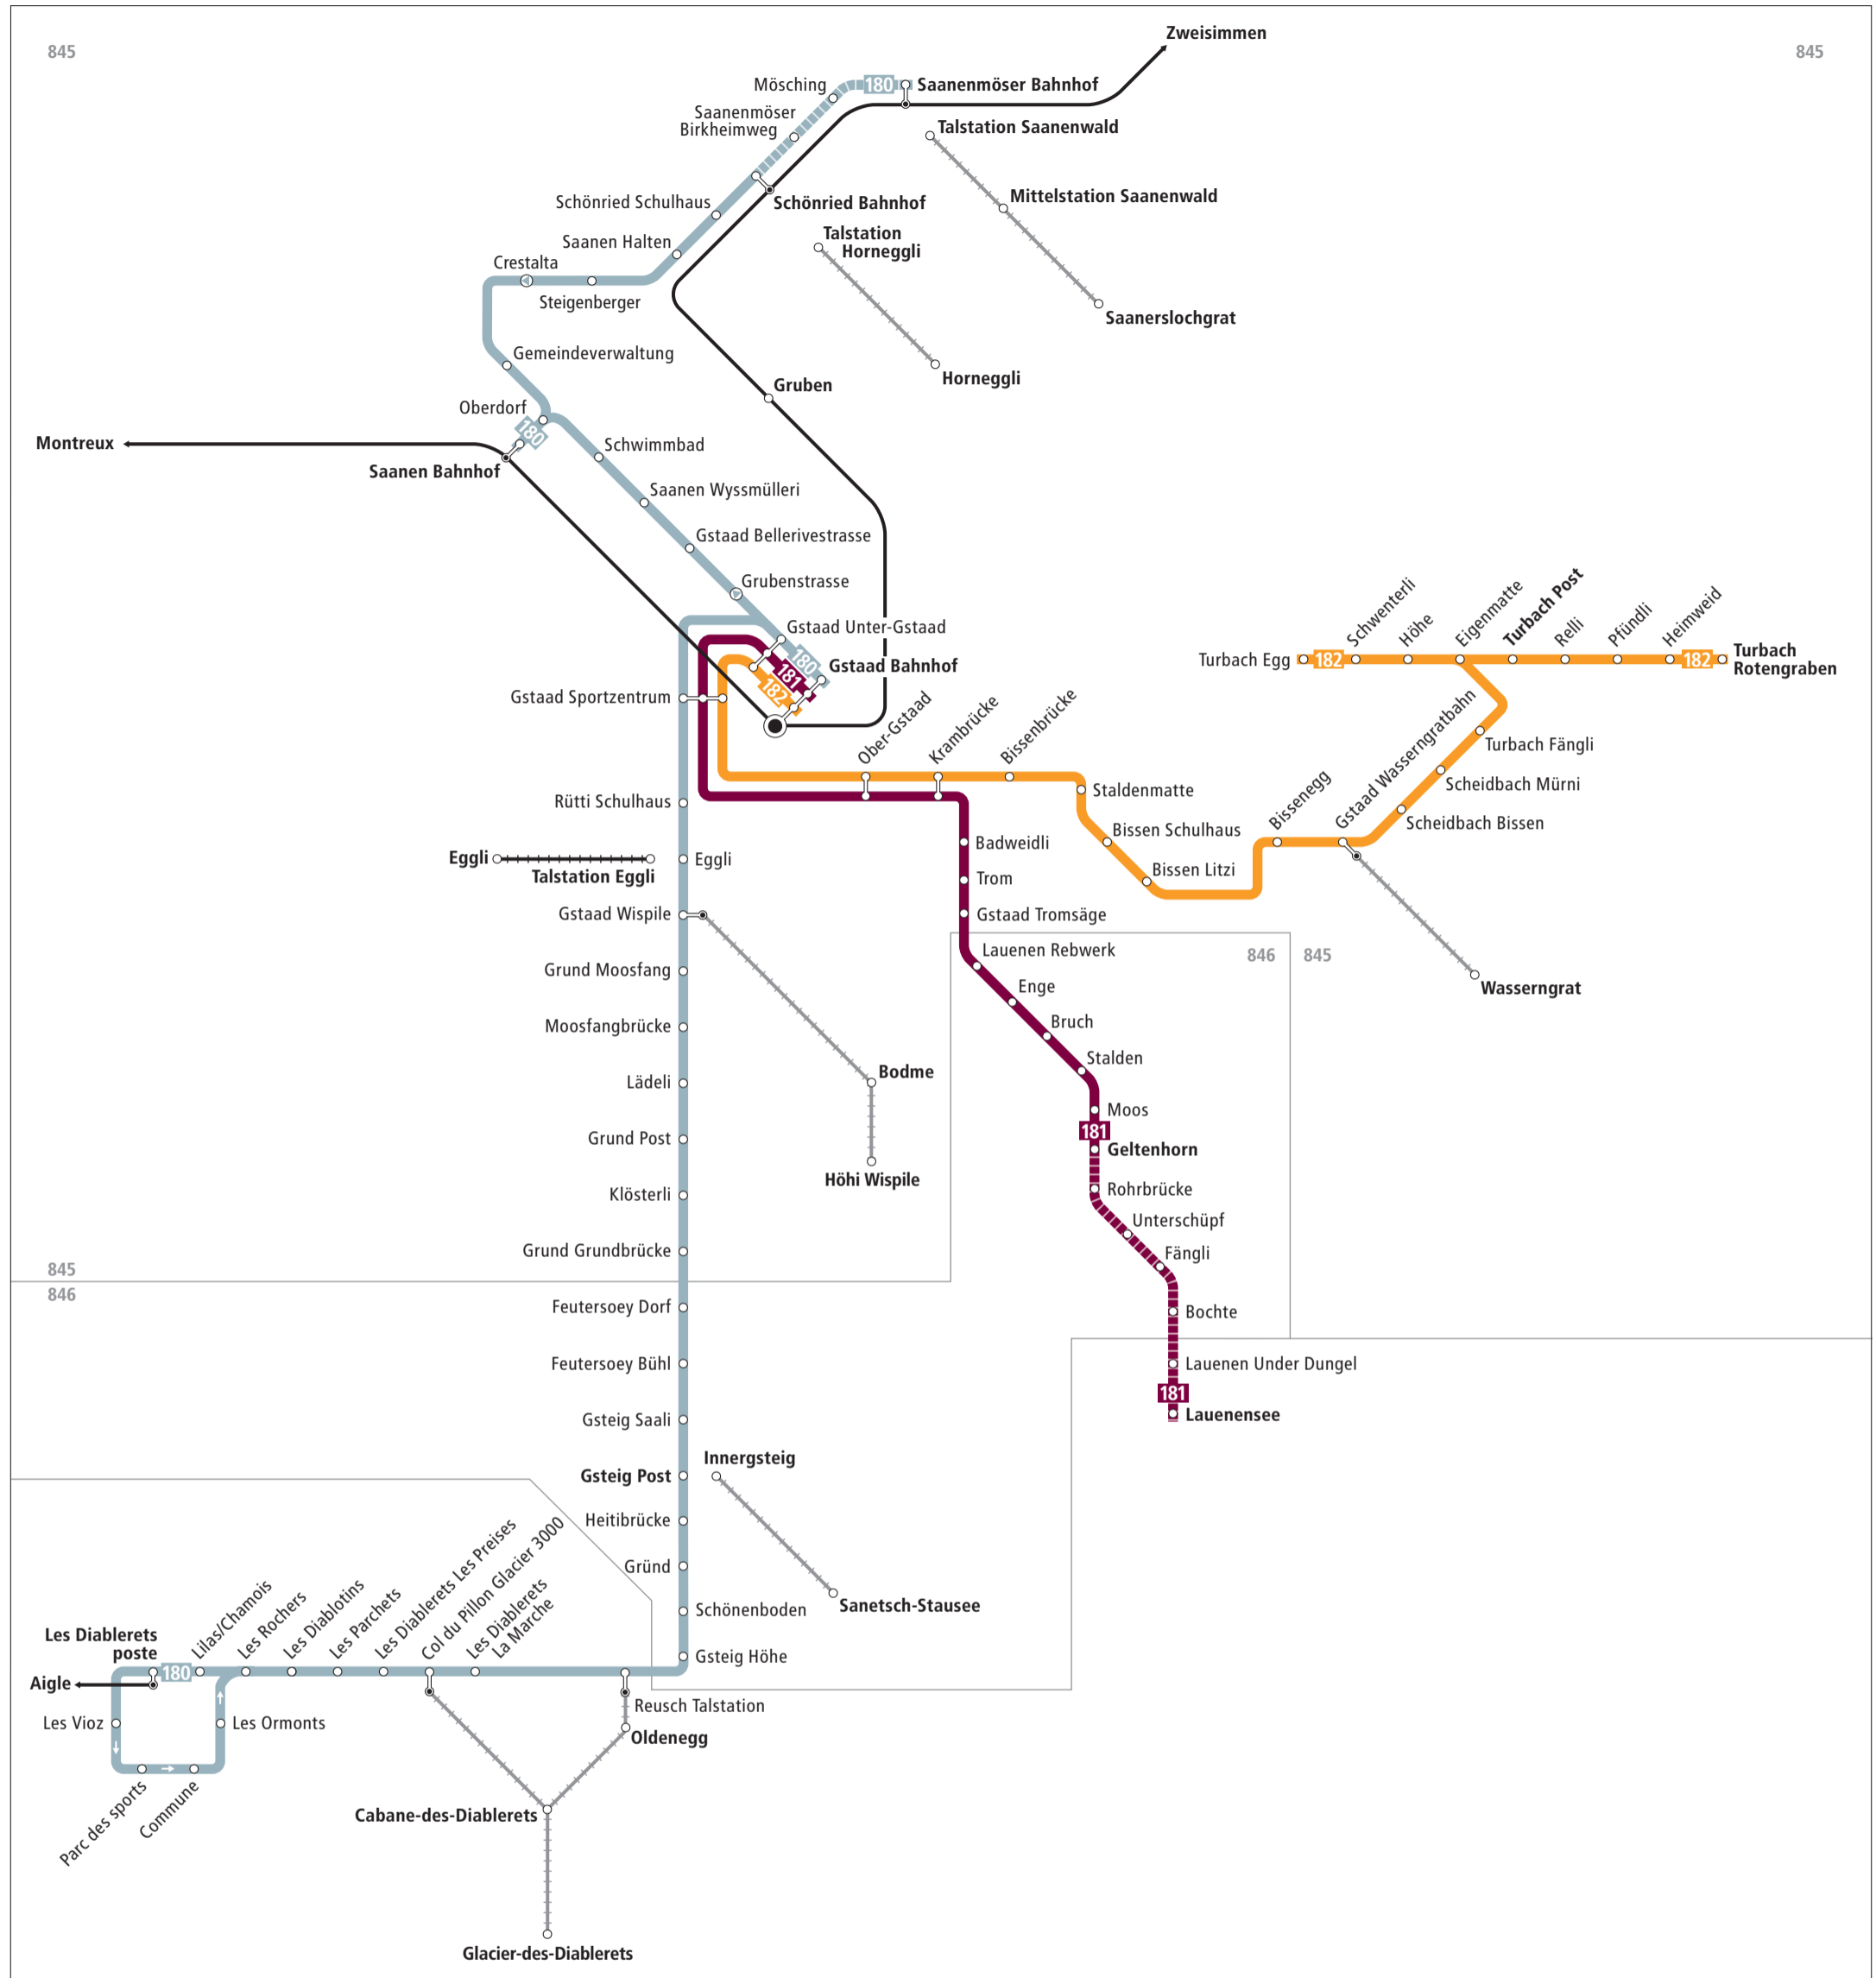 Zweisimmen
845
845
Mösching
180
Saanenmöser Bahnhof
Saanenmöser
Birkheimweg
Talstation Saanenwald
Schönried Schulhaus
Schönried Bahnhof
Mittelstation Saanenwald
Saanen Halten
Talstation
Horneggli
Crestalta
Steigenberger
Saanerslochgrat
Gemeindeverwaltung
Horneggli
Gruben
Oberdorf
180
Montreux
Schwimmbad
Saanen Bahnhof
Saanen Wyssmülleri
Gstaad Bellerivestrasse
Grubenstrasse
Gstaad Unter-Gstaad
180
Gstaad Bahnhof
181
182
Gstaad Sportzentrum
Turbach Egg
182
Schwenterli
Höhe
Eigenmatte
Turbach Post
Relli
Pfündli
Heimweid
182
Turbach
Rotengraben
Ober-Gstaad
Krambrücke
Bissenbrücke
Staldenmatte
Bissen Schulhaus
Bissen Litzi
Bissenegg
Gstaad Wasserngratbahn
Turbach Fängli
Scheidbach Mürni
Scheidbach Bissen
Wasserngrat
Rütti Schulhaus
Eggli
Talstation Eggli
Eggli
Gstaad Wispile
Grund Moosfang
Moosfangbrücke
Lädeli
Grund Post
Klösterli
Grund Grundbrücke
Bodme
Höhi Wispile
Badweidli
Trom
Gstaad Tromsäge
846
845
Lauenen Rebwerk
Enge
Bruch
Stalden
Moos
181
Geltenhorn
Rohrbrücke
Unterschüpf
Fängli
Bochte
Lauenen Under Dungel
181
Lauenensee
845
846
Feutersoey Dorf
Feutersoey Bühl
Gsteig Saali
Gsteig Post
Innergsteig
Heitibrücke
Gründ
Schönenboden
Sanetsch-Stausee
Gsteig Höhe
Les Diablerets
poste
180
Lilas/Chamois
Les Rochers
Les Diablotins
Les Parchets
Les Diablerets Les Preises
Col du Pillon Glacier 3000
Les Diablerets
La Marche
Aigle
Reusch Talstation
Les Vioz
Les Ormonts
Oldenegg
Parc des sports
Commune
Cabane-des-Diablerets
Glacier-des-Diablerets